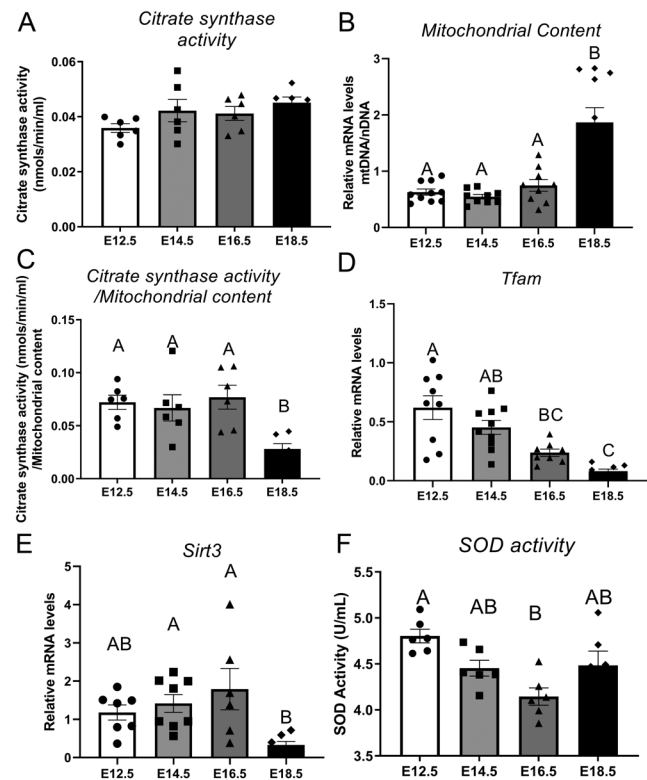 A
Citrate synthase
activity
Citrate synthase activity
(nmols/min/ml)
0.06
0.04
0.02
0.00
E12.5 E14.5 E16.5 E18.5
B
Mitochondrial Content
Relative mRNA levels
mtDNA/nDNA
3
2
1
0
A A A B
E12.5 E14.5 E16.5 E18.5
C
Citrate synthase activity
/Mitochondrial content
Citrate synthase activity (nmols/min/ml)
/Mitochondrial content
0.15
0.10
0.05
0.00
A A A B
E12.5 E14.5 E16.5 E18.5
D
Tfam
Relative mRNA levels
1.5
1.0
0.5
0.0
A AB BC C
E12.5 E14.5 E16.5 E18.5
E
Sirt3
Relative mRNA levels
5
4
3
2
1
0
AB A A B
E12.5 E14.5 E16.5 E18.5
F
SOD activity
SOD Activity (U/mL)
5.5
5.0
4.5
4.0
3.5
A AB B AB
E12.5 E14.5 E16.5 E18.5